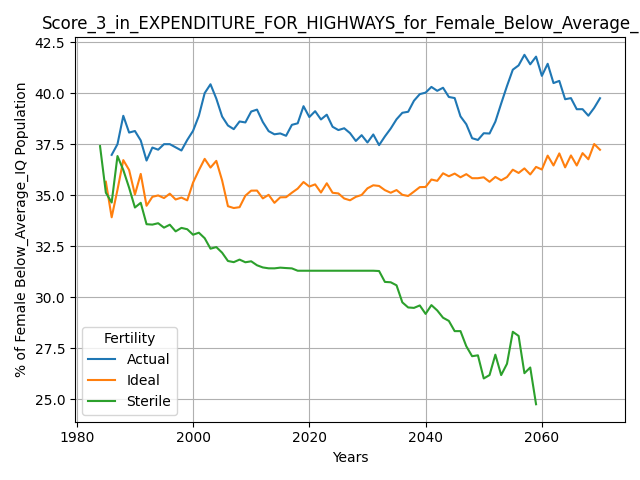 Score_3_in_EXPENDITURE_FOR_HIGHWAYS_for_Female_Below_Average_
42.5
40.0
37.5
35.0
32.5
30.0
27.5
25.0
% of Female Below_Average_IQ Population
Fertility
Actual
Ideal
Sterile
1980
2000
2020
2040
2060
Years